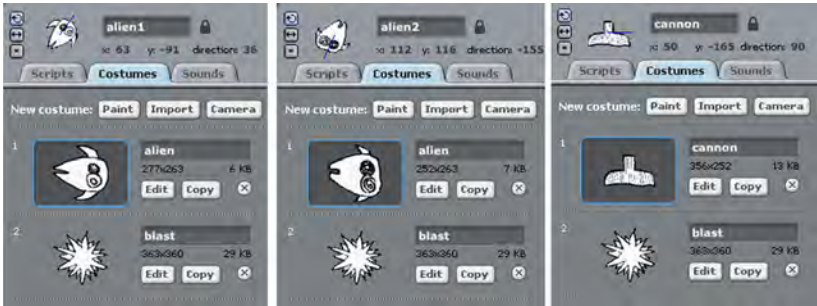 alien1
x: 63 y: -91 direction: 36
Scripts Costumes Sounds
New costume: Paint Import Camera
1
alien
277x263 6 KB
Edit Copy
2
blast
363x360 29 KB
Edit Copy
alien2
x: 112 y: 116 direction: -155
Scripts Costumes Sounds
New costume: Paint Import Camera
1
alien
252x263 7 KB
Edit Copy
2
blast
363x360 29 KB
Edit Copy
cannon
x: 50 y: -165 direction: 90
Scripts Costumes Sounds
New costume: Paint Import Camera
1
cannon
356x252 13 KB
Edit Copy
2
blast
363x360 29 KB
Edit Copy